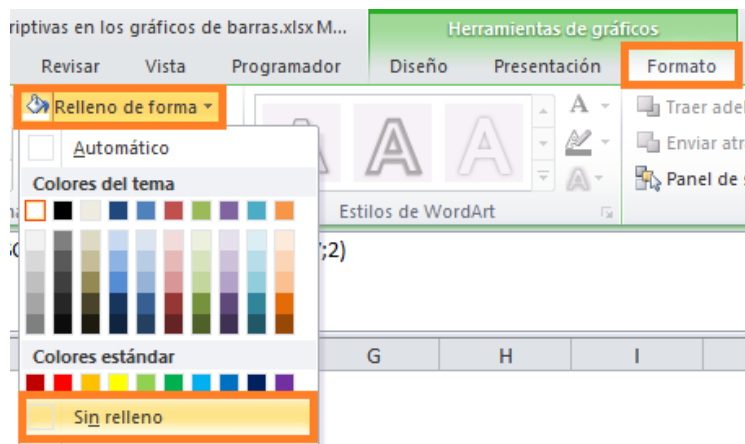 riptivas en los gráficos de barras.xlsx M...
Herramientas de gráficos
Revisar Vista Programador Diseño Presentación Formato
Relleno de forma
A Traer adel
Automático
A A
Enviar atr
Colores del tema
A Panel de s
Estilos de WordArt
;2)
Colores estándar
G H I
Sin relleno